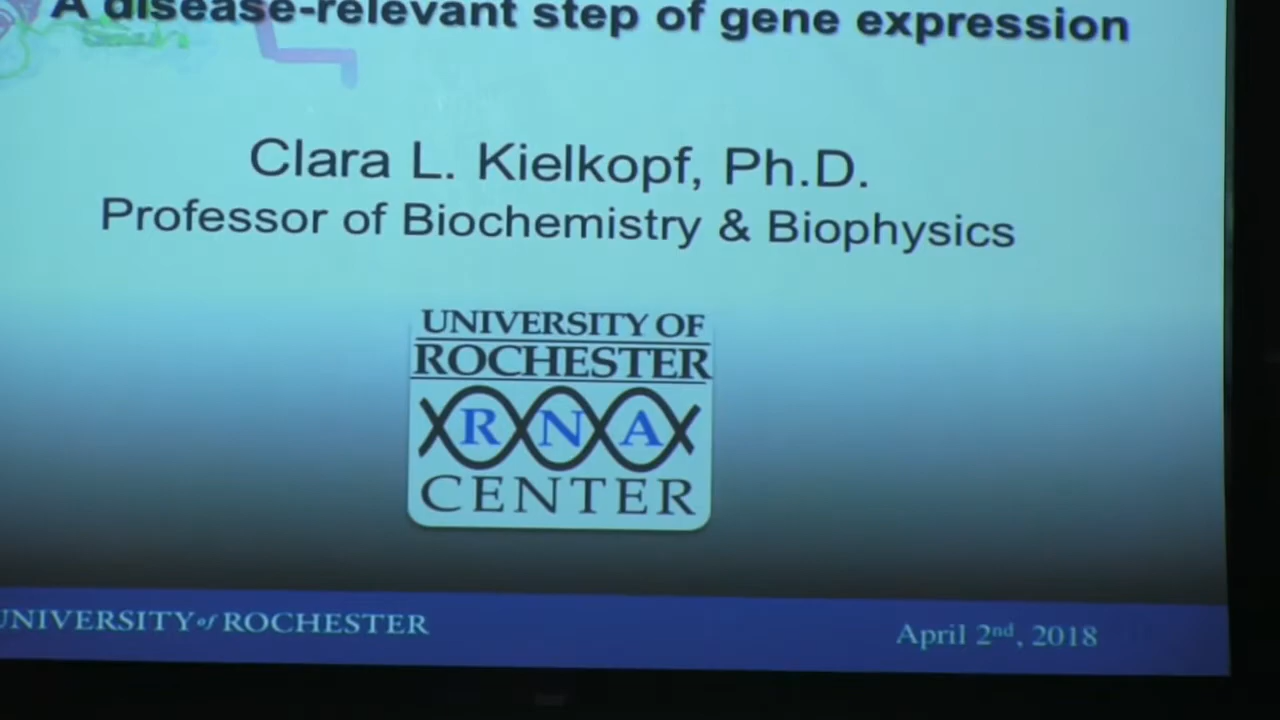 A disease-relevant step of gene expression
Clara L. Kielkopf, Ph.D.
Professor of Biochemistry & Biophysics
UNIVERSITY OF
ROCHESTER
RNA
CENTER
UNIVERSITY of ROCHESTER
April 2nd, 2018